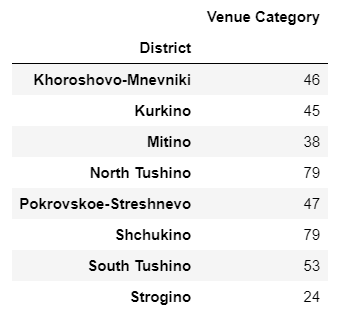 Venue Category
District
Khoroshovo-Mnevniki 46
Kurkino 45
Mitino 38
North Tushino 79
Pokrovskoe-Streshnevo 47
Shchukino 79
South Tushino 53
Strogino 24